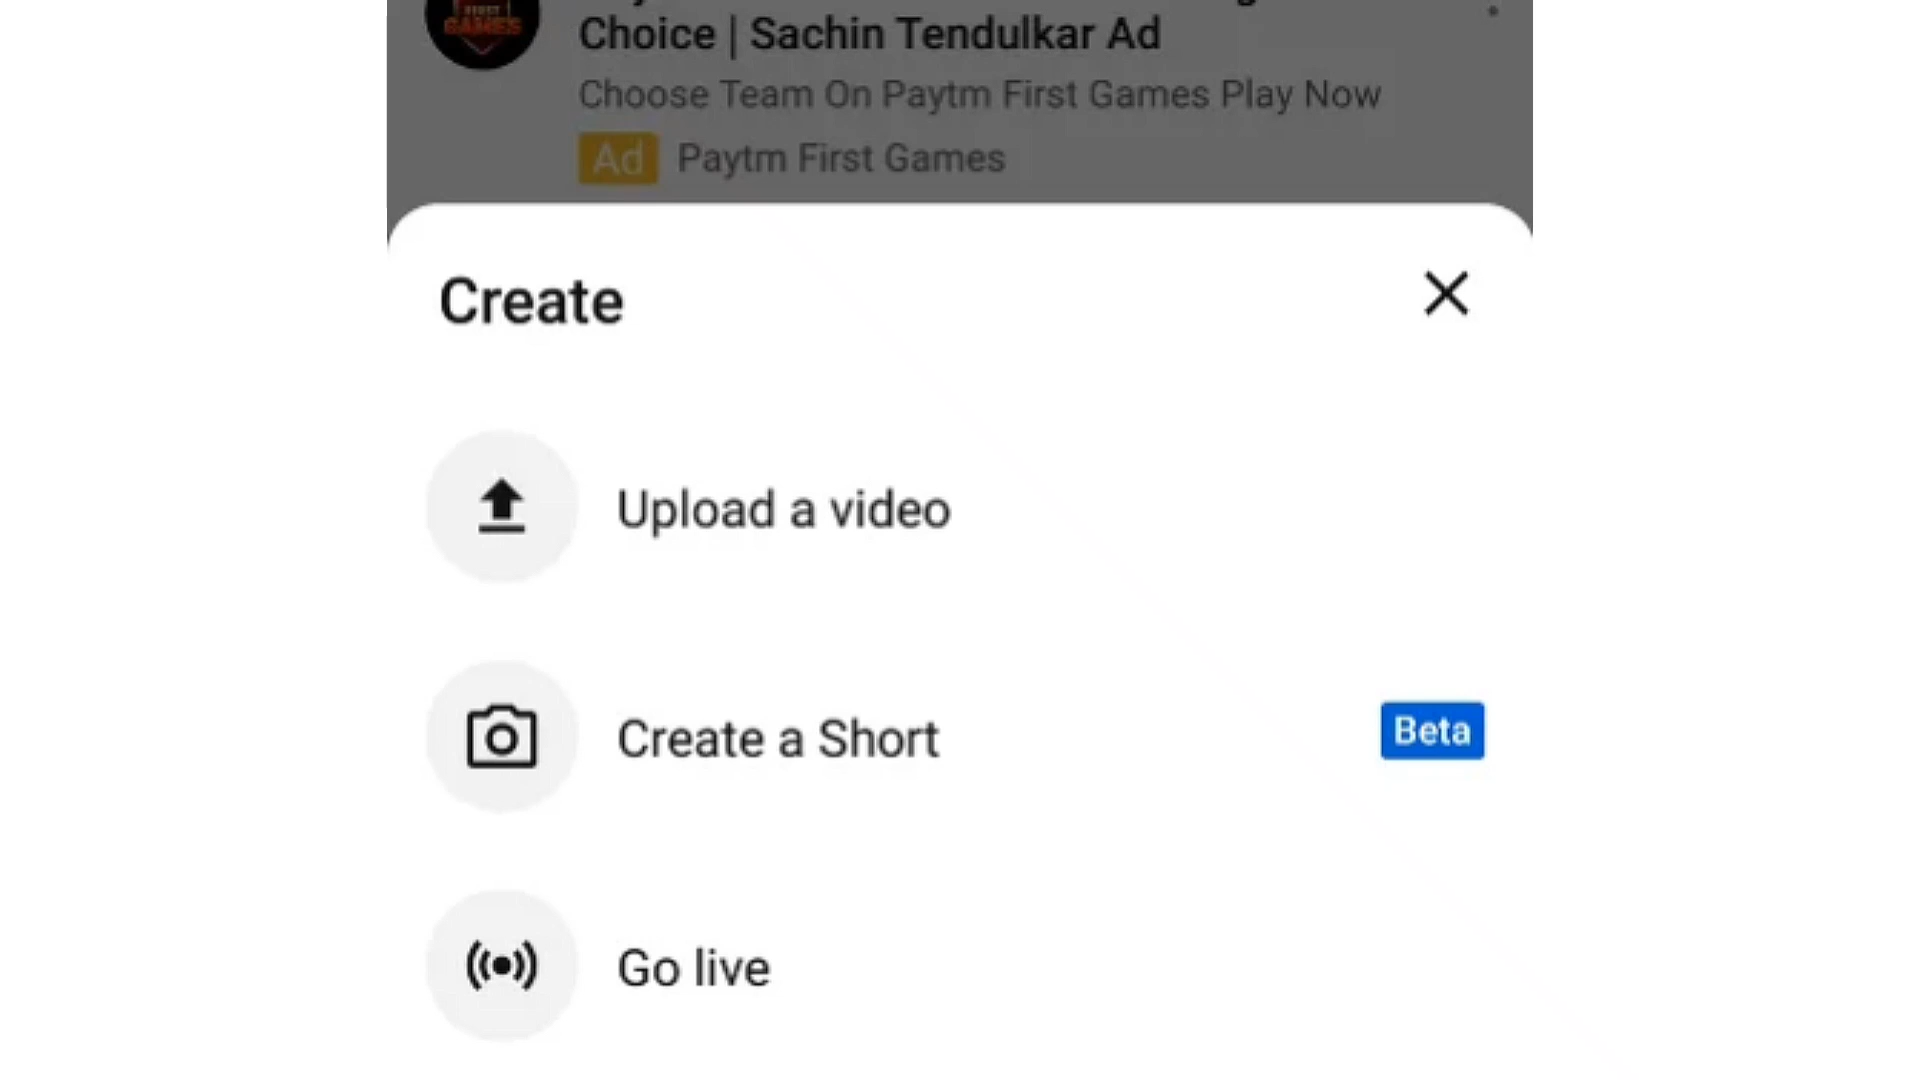 GAMES
Choice | Sachin Tendulkar Ad
Choose Team On Paytm First Games Play Now
Ad Paytm First Games
Create
Upload a video
Create a Short
Beta
Go live